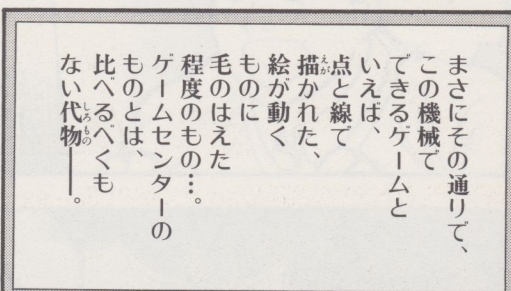 まさにその通りで、
この機械で
できるゲームと
いえば、
点と線で
描かれた、
絵が動く
ものに
毛のはえた
程度のもの…。
ゲームセンターの
ものとは、
比べるべくも
ない代物――。